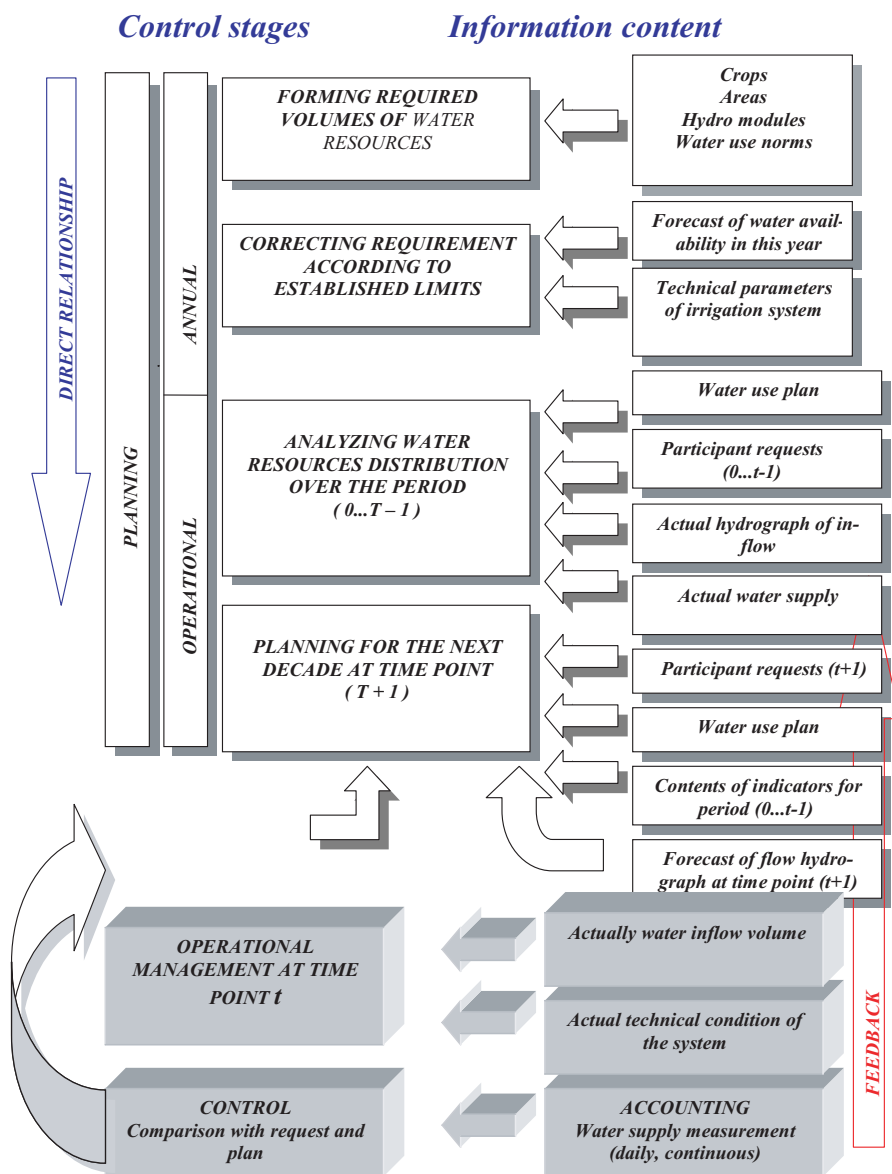 Control stages
Information content
DIRECT RELATIONSHIP
PLANNING
ANNUAL
OPERATIONAL
FORMING REQUIRED
VOLUMES OF WATER
RESOURCES
Crops
Areas
Hydro modules
Water use norms
CORRECTING REQUIREMENT
ACCORDING TO
ESTABLISHED LIMITS
Forecast of water avail-
ability in this year
Technical parameters
of irrigation system
ANALYZING WATER
RESOURCES DISTRIBUTION
OVER THE PERIOD
( 0...T – 1 )
Water use plan
Participant requests
(0...t-1)
Actual hydrograph of in-
flow
Actual water supply
PLANNING FOR THE NEXT
DECADE AT TIME POINT
( T + 1 )
Participant requests (t+1)
Water use plan
Contents of indicators for
period (0...t-1)
Forecast of flow hydro-
graph at time point (t+1)
OPERATIONAL
MANAGEMENT AT TIME
POINT t
Actually water inflow volume
Actual technical condition of
the system
CONTROL
Comparison with request and
plan
ACCOUNTING
Water supply measurement
(daily, continuous)
FEEDBACK